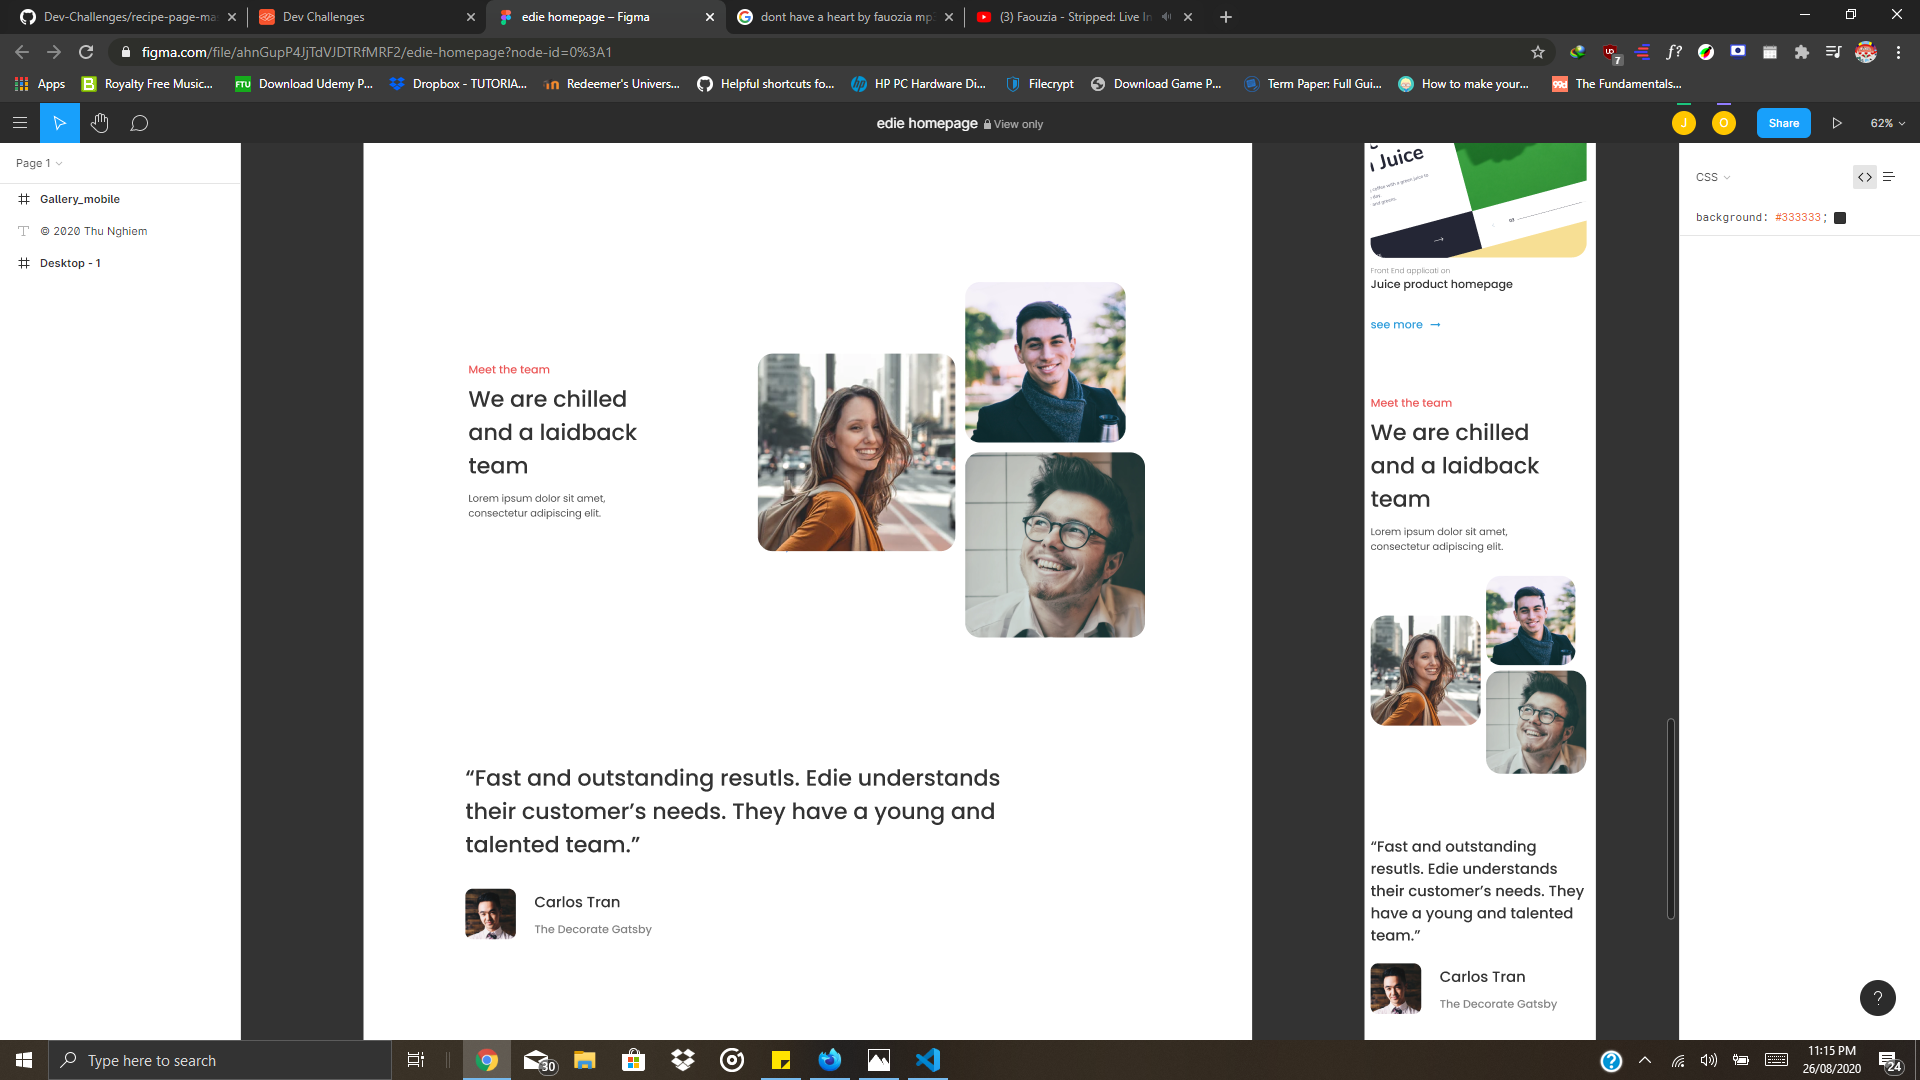 Dev-Challenges/recipe-page-ma
Dev Challenges
edie homepage – Figma
dont have a heart by fauozia mp
(3) Faouzia - Stripped: Live In
figma.com/file/ahnGupP4JjTdVJDTRfMRF2/edie-homepage?node-id=0%3A1
7
Apps
Royalty Free Music...
FTU
Download Udemy P...
Dropbox - TUTORIA...
Redeemer's Univers...
Helpful shortcuts fo...
HP PC Hardware Di...
Filecrypt
Download Game P...
Term Paper: Full Gui...
How to make your...
99d
The Fundamentals...
edie homepage View only
J
O
Share
62%
Page 1
Gallery_mobile
© 2020 Thu Nghiem
Desktop - 1
Meet the team
We are chilled
and a laidback
team
Lorem ipsum dolor sit amet,
consectetur adipiscing elit.
“Fast and outstanding resutls. Edie understands
their customer’s needs. They have a young and
talented team.”
Carlos Tran
The Decorate Gatsby
Juice
Front End applicati on
Juice product homepage
see more →
Meet the team
We are chilled
and a laidback
team
Lorem ipsum dolor sit amet,
consectetur adipiscing elit.
“Fast and outstanding
resutls. Edie understands
their customer’s needs. They
have a young and talented
team.”
Carlos Tran
The Decorate Gatsby
CSS
background: #333333;
?
Type here to search
30
11:15 PM
26/08/2020
24